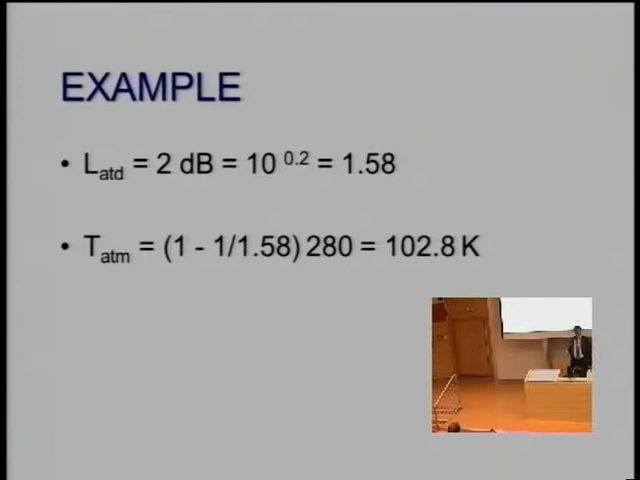 EXAMPLE
• Latd = 2 dB = 10 0.2 = 1.58
• Tatm = (1 - 1/1.58) 280 = 102.8 K